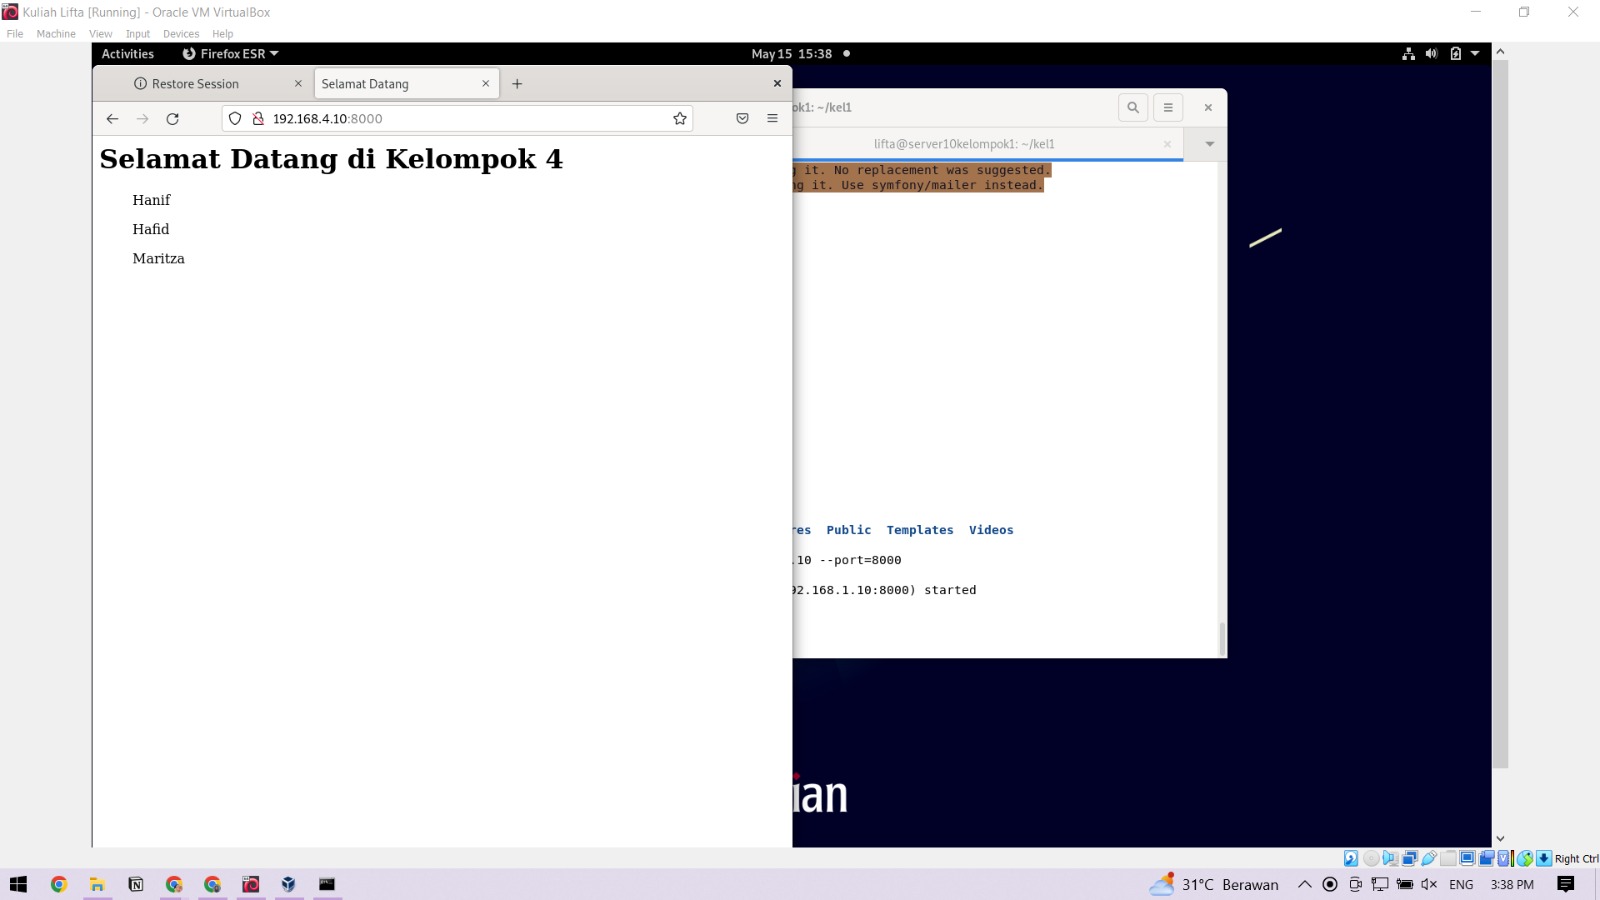 Kuliah Lifta [Running] - Oracle VM VirtualBox
File Machine View Input Devices Help
Activities Firefox ESR May 15 15:38
Restore Session
Selamat Datang
192.168.4.10:8000
Selamat Datang di Kelompok 4
Hanif
Hafid
Maritza
ok1: ~/kel1
lifta@server10kelompok1: ~/kel1
g it. No replacement was suggested.
ng it. Use symfony/mailer instead.
res Public Templates Videos
.10 --port=8000
92.168.1.10:8000) started
ian
Right Ctrl
31°C Berawan ENG 3:38 PM